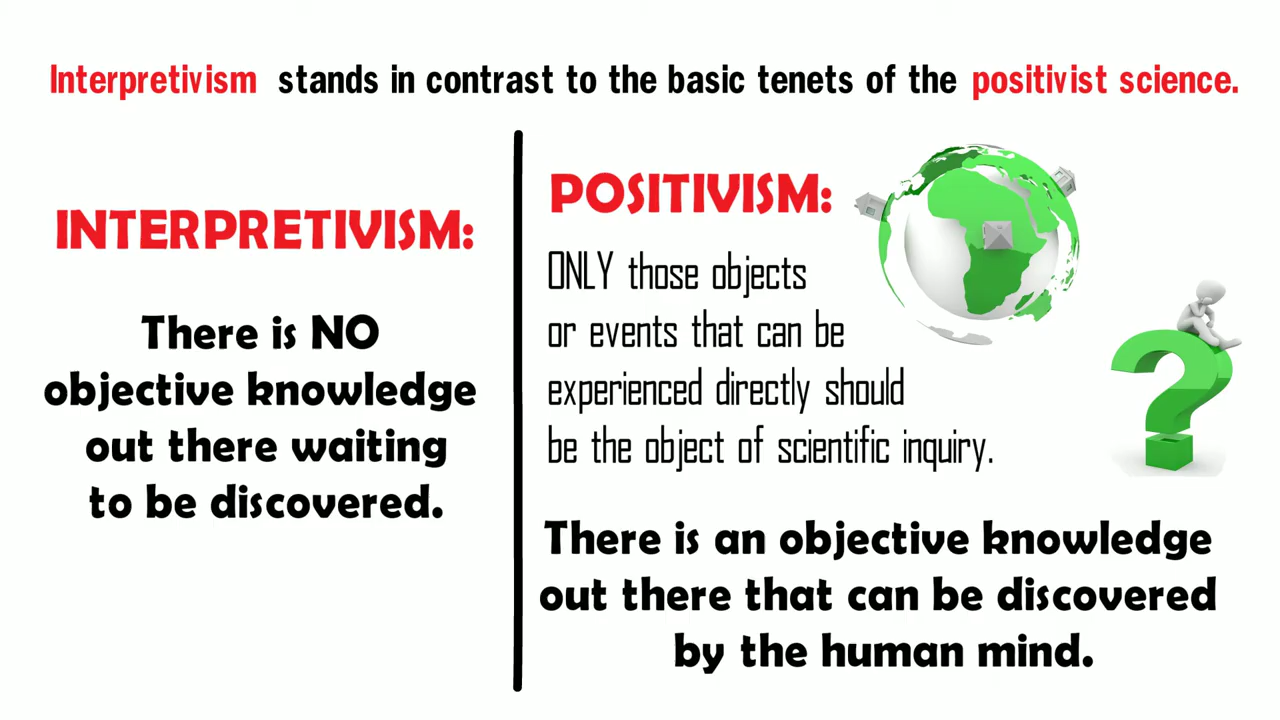 Interpretivism stands in contrast to the basic tenets of the positivist science.
INTERPRETIVISM:
There is NO
objective knowledge
out there waiting
to be discovered.
POSITIVISM:
ONLY those objects
or events that can be
experienced directly should
be the object of scientific inquiry.
There is an objective knowledge
out there that can be discovered
by the human mind.